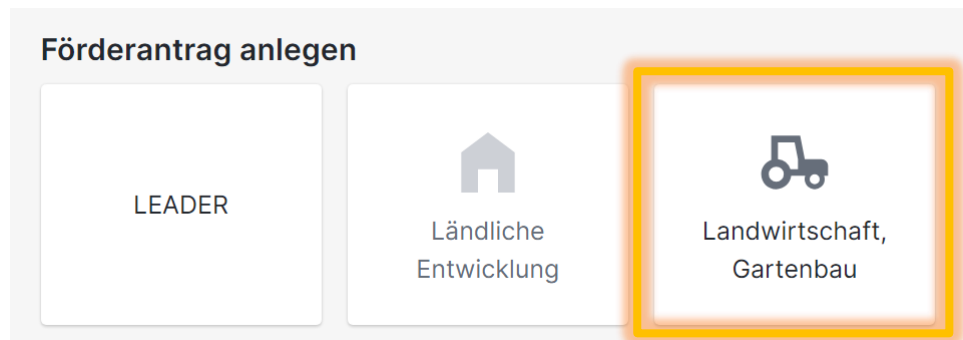 Förderantrag anlegen
LEADER
Ländliche
Entwicklung
Landwirtschaft,
Gartenbau